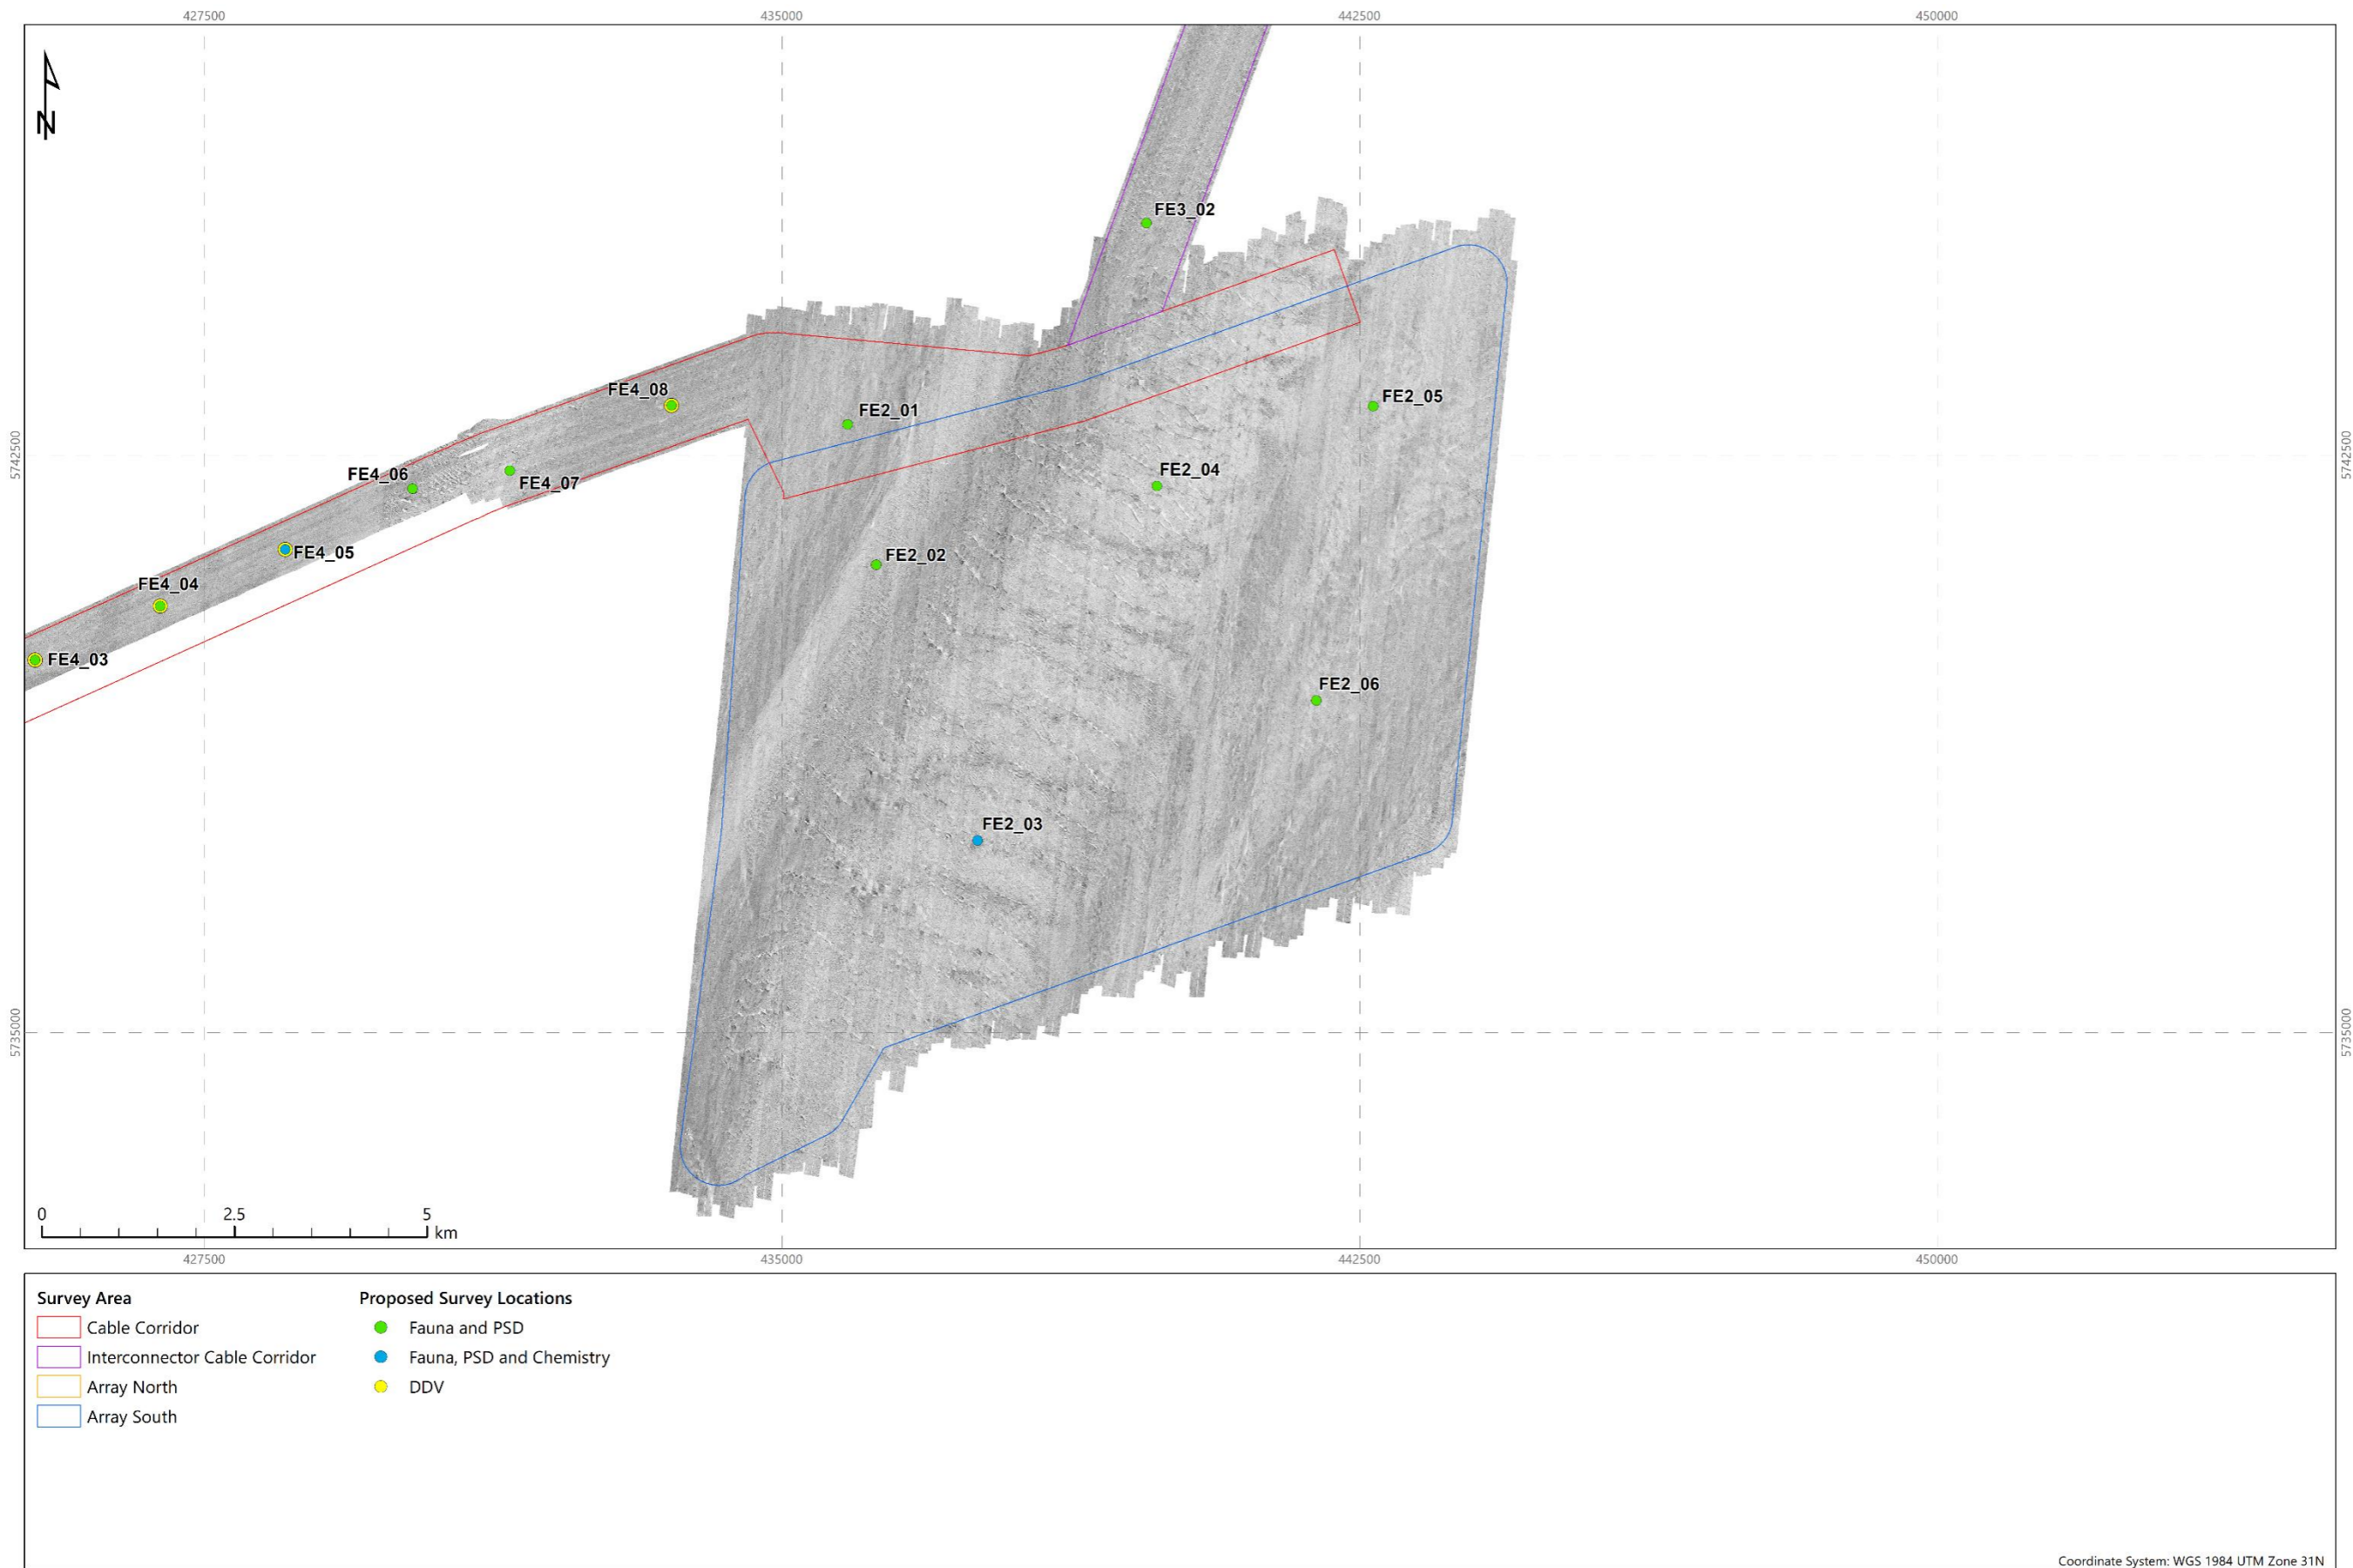 427500 435000 442500 450000
N
FE3_02
FE4_08
FE2_01
FE2_05
5742500
5742500
FE4_06
FE4_07
FE2_04
FE4_05
FE2_02
FE4_04
FE4_03
FE2_06
FE2_03
5735000
5735000
0 2.5 5
km
427500 435000 442500 450000
Survey Area
Cable Corridor
Interconnector Cable Corridor
Array North
Array South
Proposed Survey Locations
Fauna and PSD
Fauna, PSD and Chemistry
DDV
Coordinate System: WGS 1984 UTM Zone 31N